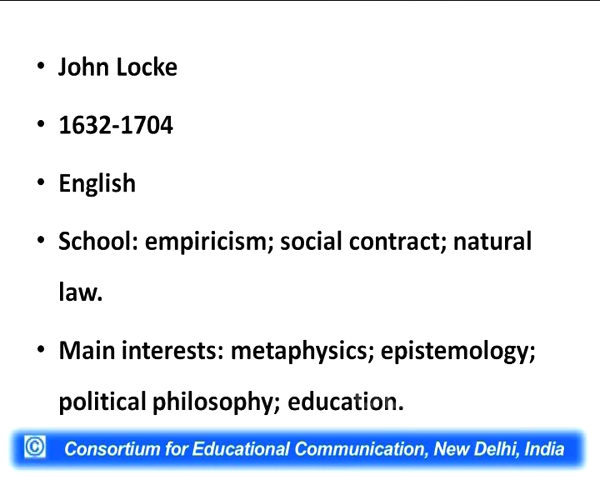 • John Locke
• 1632-1704
• English
• School: empiricism; social contract; natural
law.
• Main interests: metaphysics; epistemology;
political philosophy; education.
© Consortium for Educational Communication, New Delhi, India